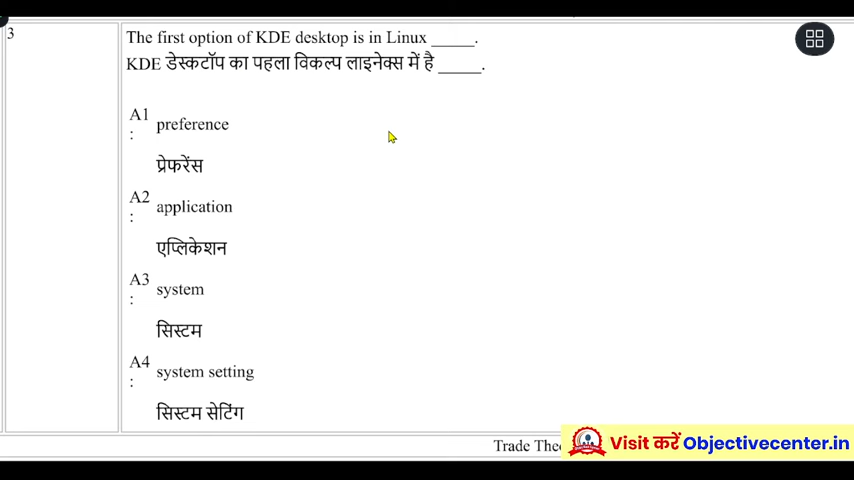 3
The first option of KDE desktop is in Linux _____.
KDE डेस्कटॉप का पहला विकल्प लाइनेक्स में है _____.
A1 : preference
प्रेफरेंस
A2 : application
एप्लिकेशन
A3 : system
सिस्टम
A4 : system setting
सिस्टम सेटिंग
Trade
Visit करें Objectivecenter.in